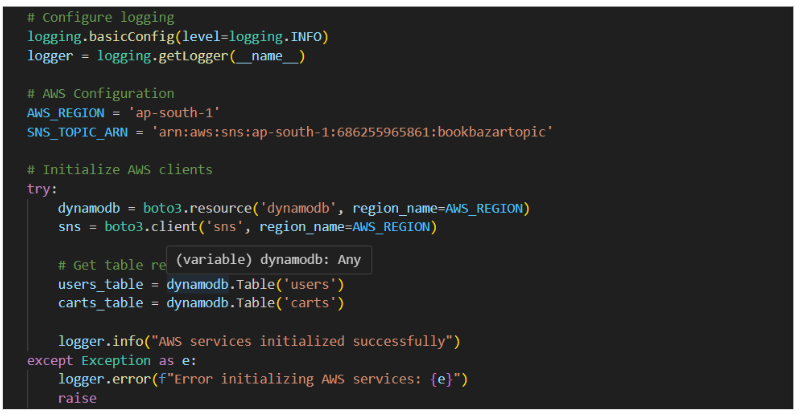 # Configure logging
logging.basicConfig(level=logging.INFO)
logger = logging.getLogger(__name__)
# AWS Configuration
AWS_REGION = 'ap-south-1'
SNS_TOPIC_ARN = 'arn:aws:sns:ap-south-1:686255965861:bookbazartopic'
# Initialize AWS clients
try:
    dynamodb = boto3.resource('dynamodb', region_name=AWS_REGION)
    sns = boto3.client('sns', region_name=AWS_REGION)
(variable) dynamodb: Any
    # Get table re
    users_table = dynamodb.Table('users')
    carts_table = dynamodb.Table('carts')
    logger.info("AWS services initialized successfully")
except Exception as e:
    logger.error(f"Error initializing AWS services: {e}")
    raise